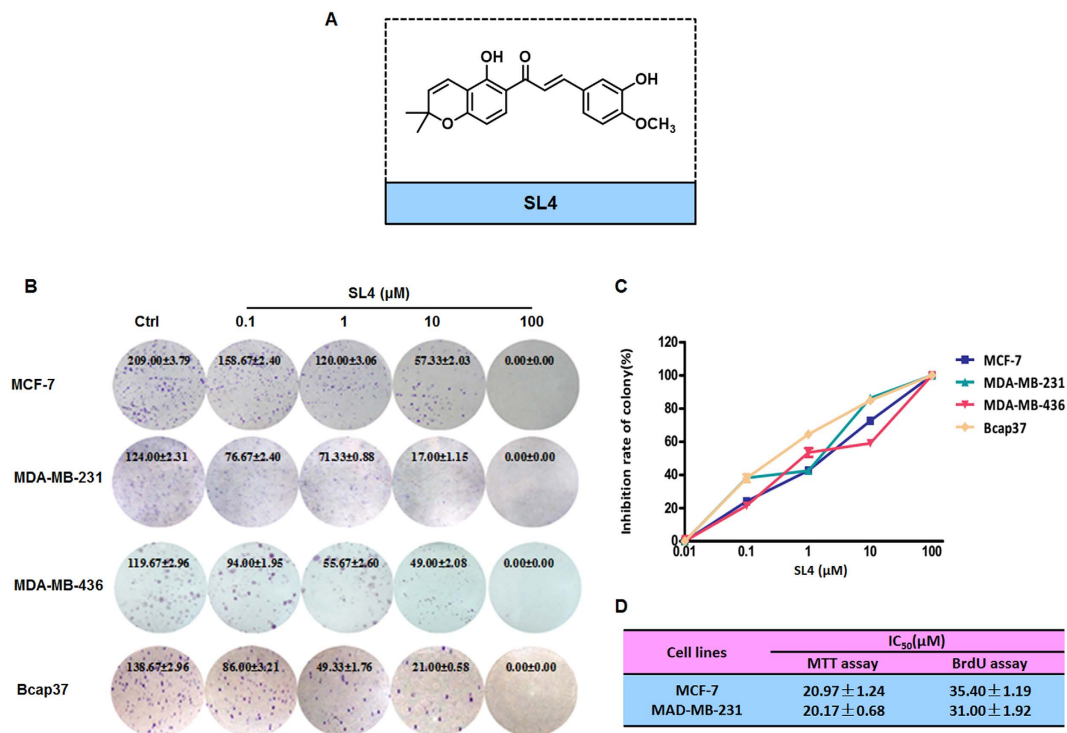 A
OH
O
OH
O
OCH3
SL4
B
SL4 (μM)
Ctrl 0.1 1 10 100
MCF-7 209.00±3.79 158.67±2.40 120.00±3.06 57.33±2.03 0.00±0.00
MDA-MB-231 124.00±2.31 76.67±2.40 71.33±0.88 17.00±1.15 0.00±0.00
MDA-MB-436 119.67±2.96 94.00±1.95 55.67±2.60 49.00±2.08 0.00±0.00
Bcap37 138.67±2.96 86.00±3.21 49.33±1.76 21.00±0.58 0.00±0.00
C
Inhibition rate of colony(%)
120
100
80
60
40
20
0
0.01 0.1 1 10 100
SL4 (μM)
MCF-7
MDA-MB-231
MDA-MB-436
Bcap37
D
Cell lines IC50(μM)
MTT assay BrdU assay
MCF-7 20.97±1.24 35.40±1.19
MAD-MB-231 20.17±0.68 31.00±1.92